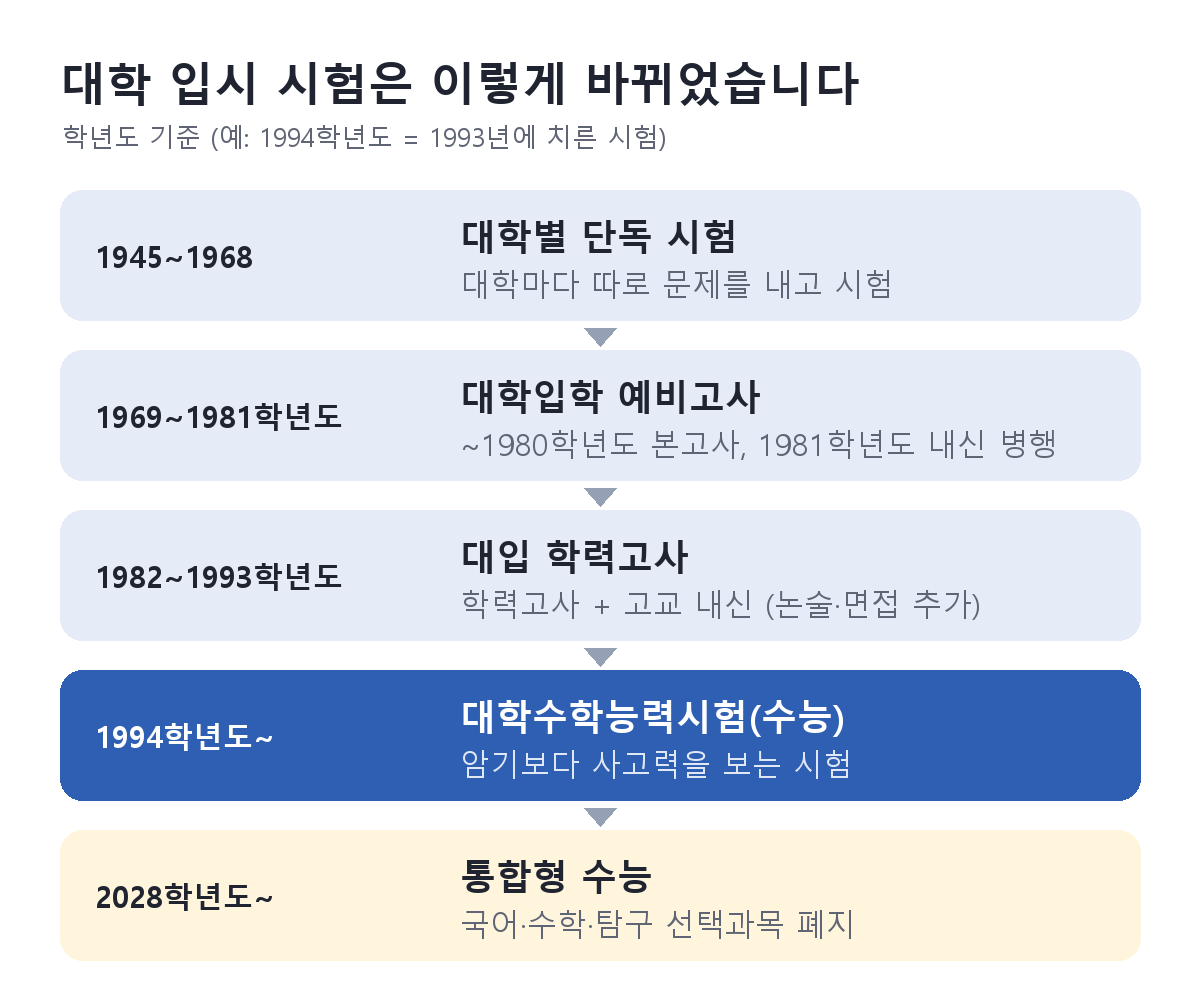 대학 입시 시험은 이렇게 바뀌었습니다
학년도 기준 (예: 1994학년도 = 1993년에 치른 시험)
1945~1968
대학별 단독 시험
대학마다 따로 문제를 내고 시험
1969~1981학년도
대학입학 예비고사
~1980학년도 본고사, 1981학년도 내신 병행
1982~1993학년도
대입 학력고사
학력고사 + 고교 내신 (논술·면접 추가)
1994학년도~
대학수학능력시험(수능)
암기보다 사고력을 보는 시험
2028학년도~
통합형 수능
국어·수학·탐구 선택과목 폐지